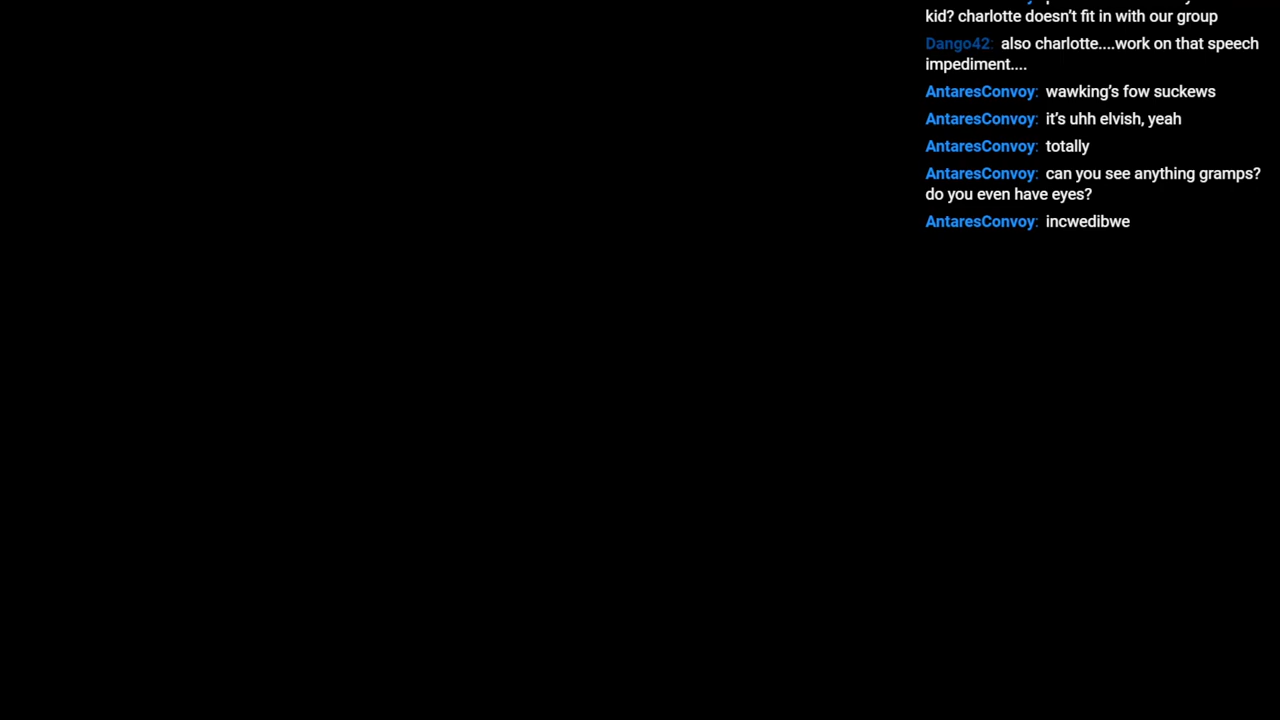 kid? charlotte doesn’t fit in with our group
Dango42: also charlotte....work on that speech
impediment....
AntaresConvoy: wawking’s fow suckews
AntaresConvoy: it’s uhh elvish, yeah
AntaresConvoy: totally
AntaresConvoy: can you see anything gramps?
do you even have eyes?
AntaresConvoy: incwedibwe